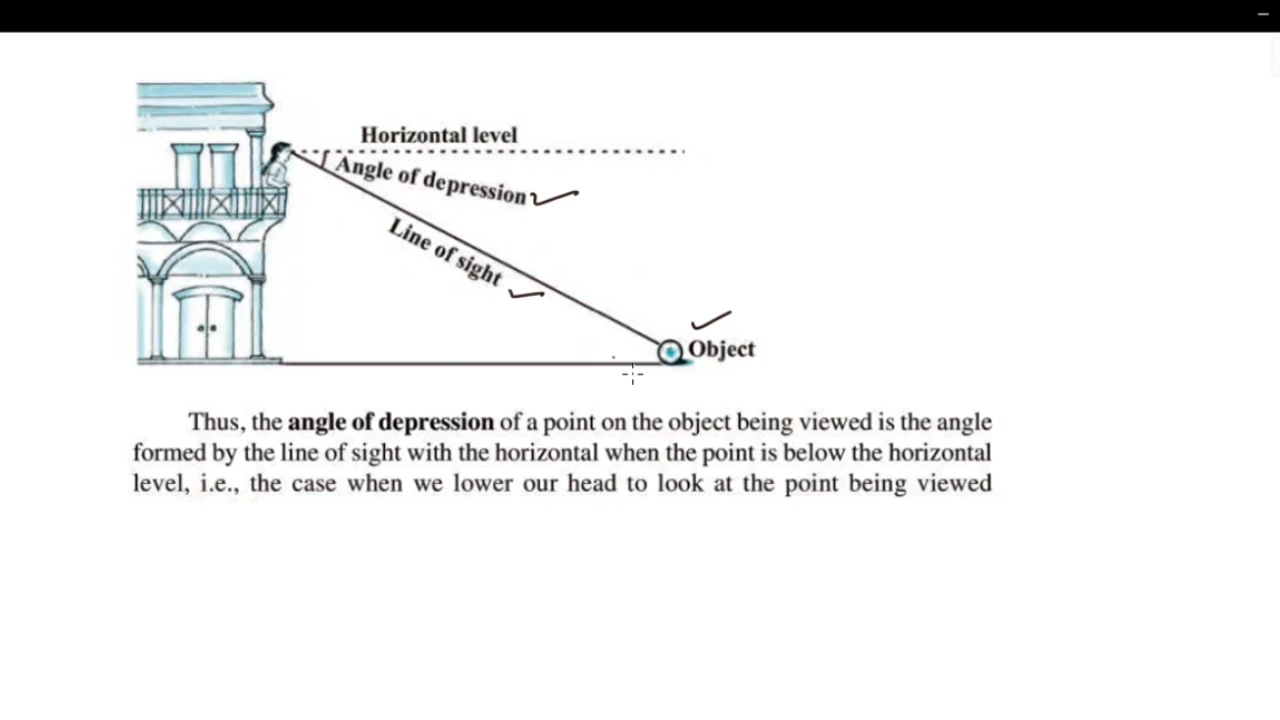 Horizontal level
Angle of depression
Line of sight
Object
Thus, the angle of depression of a point on the object being viewed is the angle
formed by the line of sight with the horizontal when the point is below the horizontal
level, i.e., the case when we lower our head to look at the point being viewed